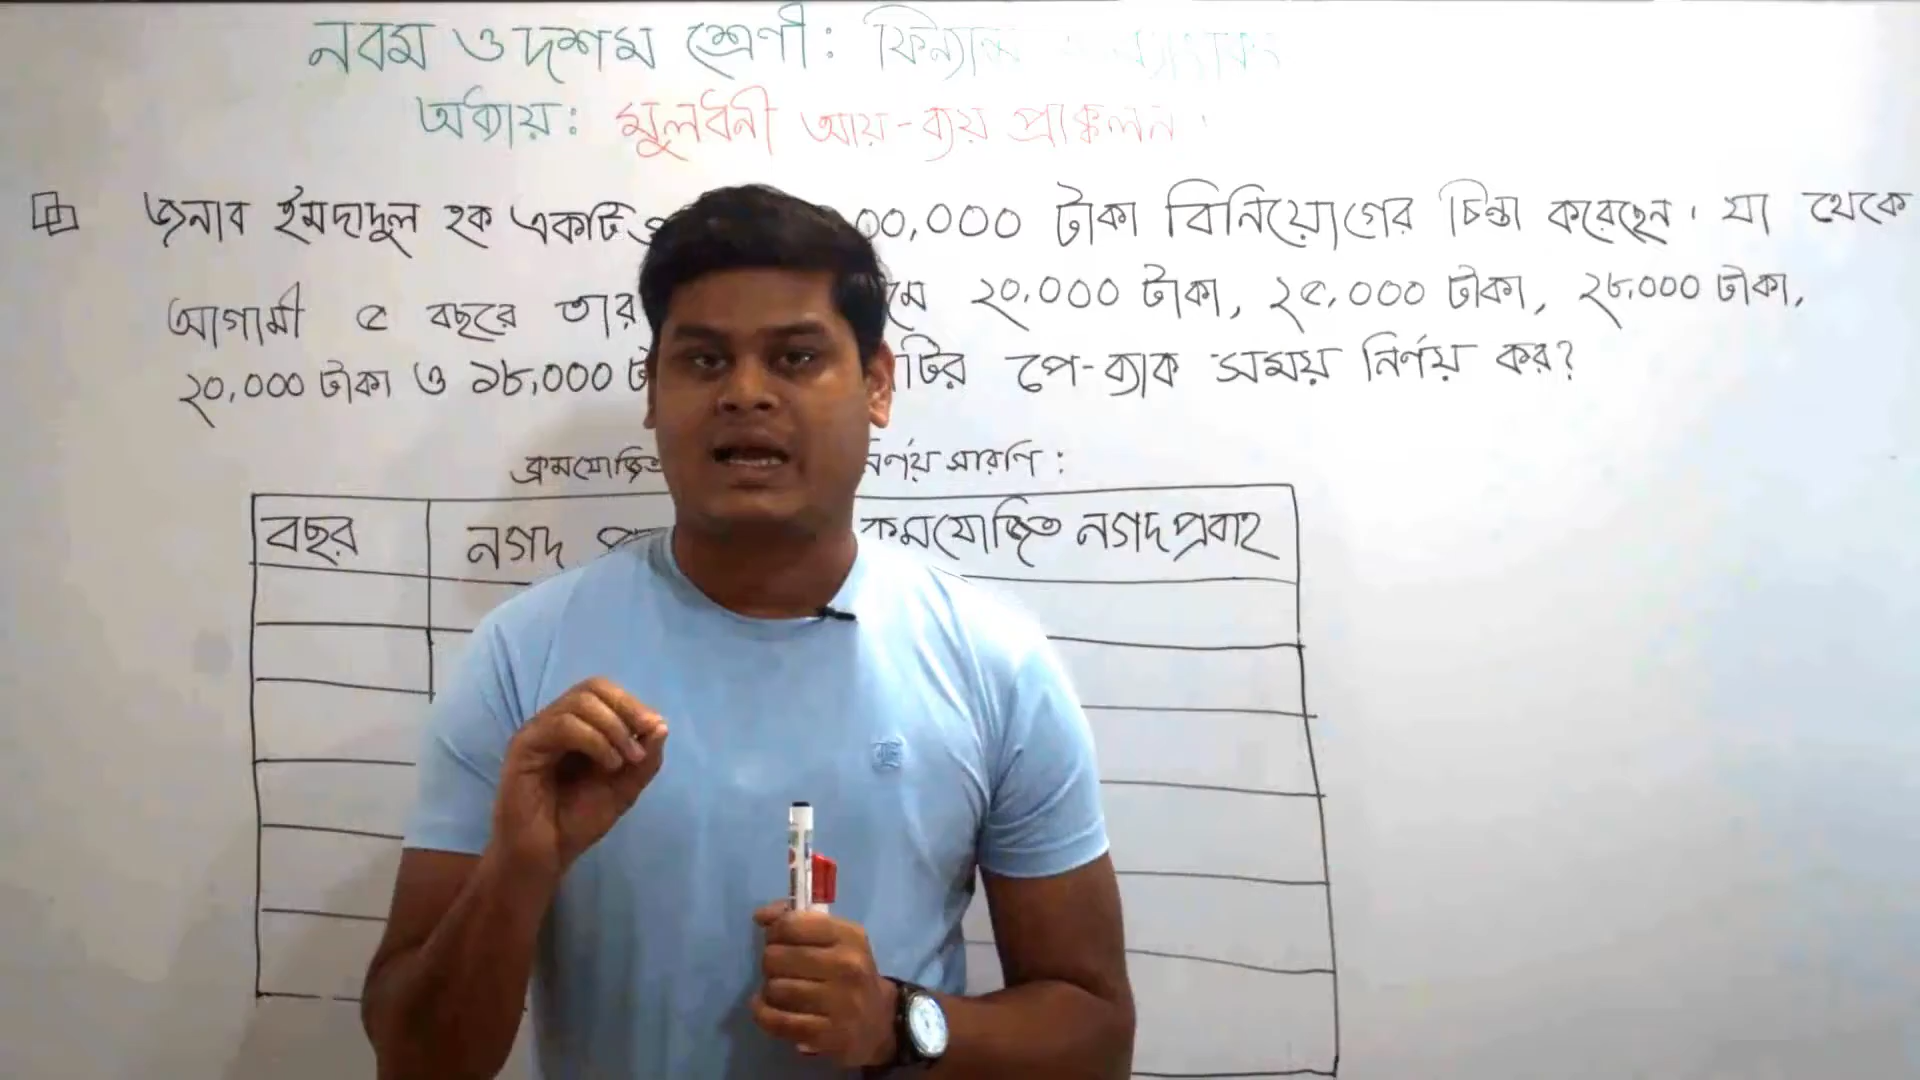 নবম ও দশম শ্রেণী: ফিন্যান্স ও ব্যাংকিং
অধ্যায়: মূলধনী আয়-ব্যয় প্রাক্কলন।
জনাব ইমদাদুল হক একটি 00,000 টাকা বিনিয়োগের চিন্তা করেছেন। যা থেকে
আগামী ৫ বছরে তার মে ২০,000 টাকা, ২৫,000 টাকা, ২৮,000 টাকা,
২০,000 টাকা ও ১৮,000 ট টির পে-ব্যাক সময় নির্ণয় কর?
ক্রমযোজিত নির্ণয় সারণি:
বছর নগদ প্র ক্রমযোজিত নগদ প্রবাহ